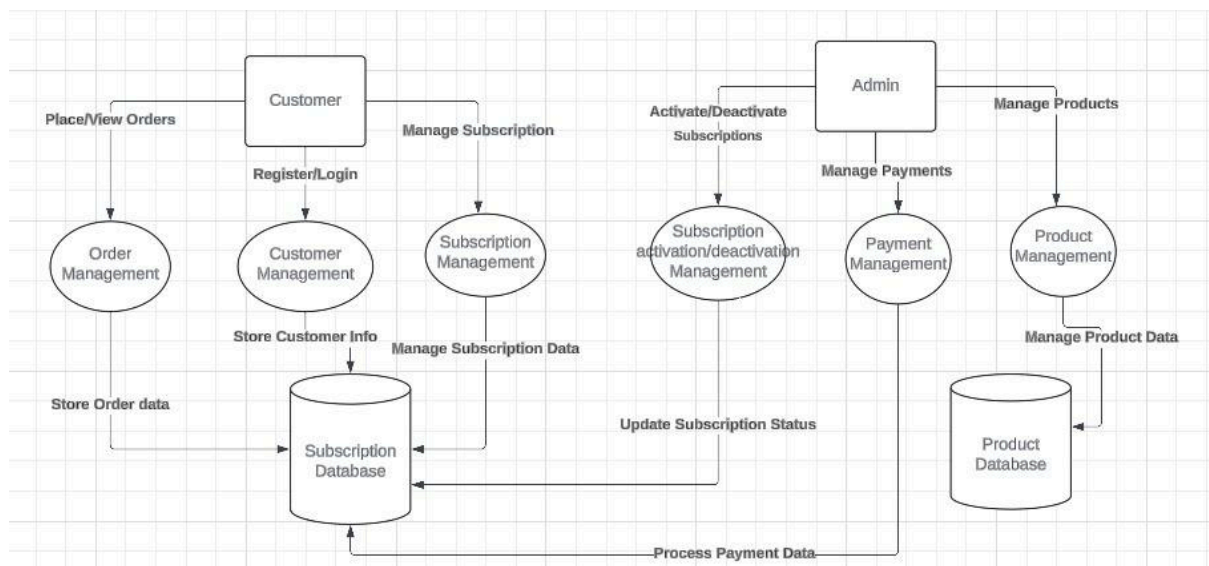 Customer
Admin
Place/View Orders
Manage Subscription
Register/Login
Activate/Deactivate
Subscriptions
Manage Products
Manage Payments
Order
Management
Customer
Management
Subscription
Management
Subscription
activation/deactivation
Management
Payment
Management
Product
Management
Store Customer Info
Manage Subscription Data
Manage Product Data
Store Order data
Update Subscription Status
Subscription
Database
Product
Database
Process Payment Data